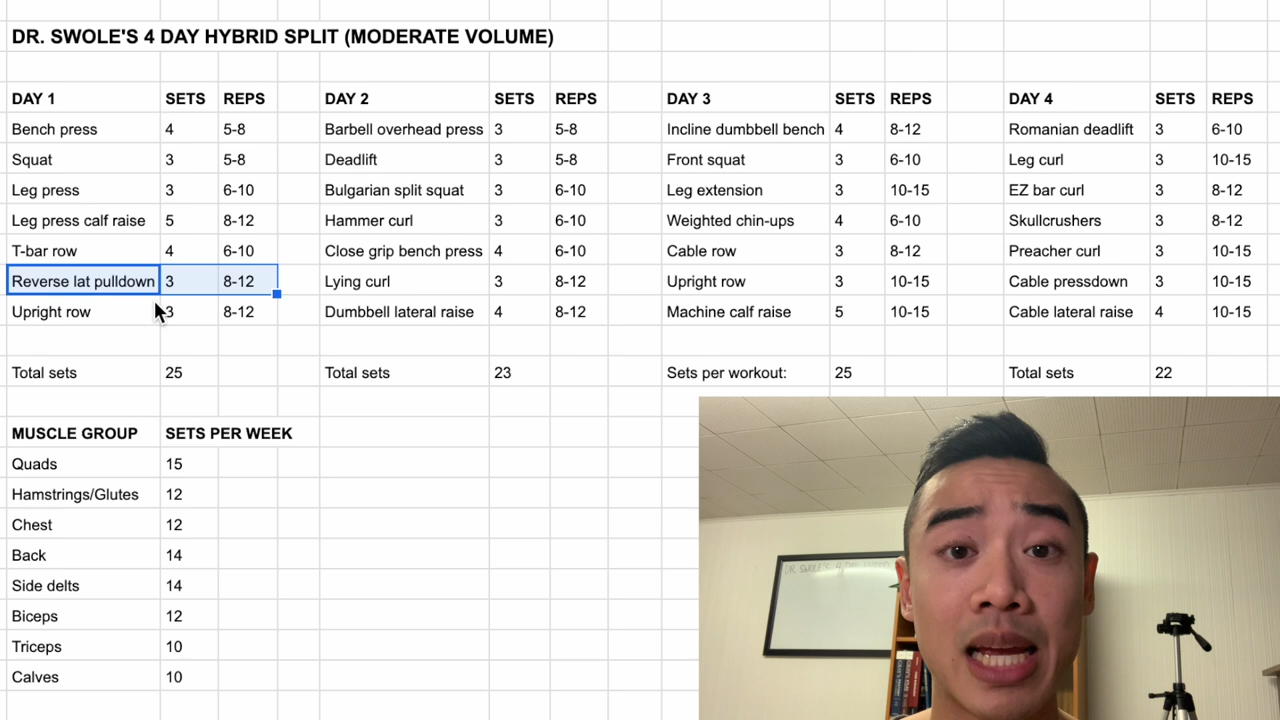 DR. SWOLE'S 4 DAY HYBRID SPLIT (MODERATE VOLUME)
DAY 1 SETS REPS DAY 2 SETS REPS DAY 3 SETS REPS DAY 4 SETS REPS
Bench press 4 5-8 Barbell overhead press 3 5-8 Incline dumbbell bench 4 8-12 Romanian deadlift 3 6-10
Squat 3 5-8 Deadlift 3 5-8 Front squat 3 6-10 Leg curl 3 10-15
Leg press 3 6-10 Bulgarian split squat 3 6-10 Leg extension 3 10-15 EZ bar curl 3 8-12
Leg press calf raise 5 8-12 Hammer curl 3 6-10 Weighted chin-ups 4 6-10 Skullcrushers 3 8-12
T-bar row 4 6-10 Close grip bench press 4 6-10 Cable row 3 8-12 Preacher curl 3 10-15
Reverse lat pulldown 3 8-12 Lying curl 3 8-12 Upright row 3 10-15 Cable pressdown 3 10-15
Upright row 3 8-12 Dumbbell lateral raise 4 8-12 Machine calf raise 5 10-15 Cable lateral raise 4 10-15
Total sets 25 Total sets 23 Sets per workout: 25 Total sets 22
MUSCLE GROUP SETS PER WEEK
Quads 15
Hamstrings/Glutes 12
Chest 12
Back 14
Side delts 14
Biceps 12
Triceps 10
Calves 10
DR. SWOLE'S 4 DAY